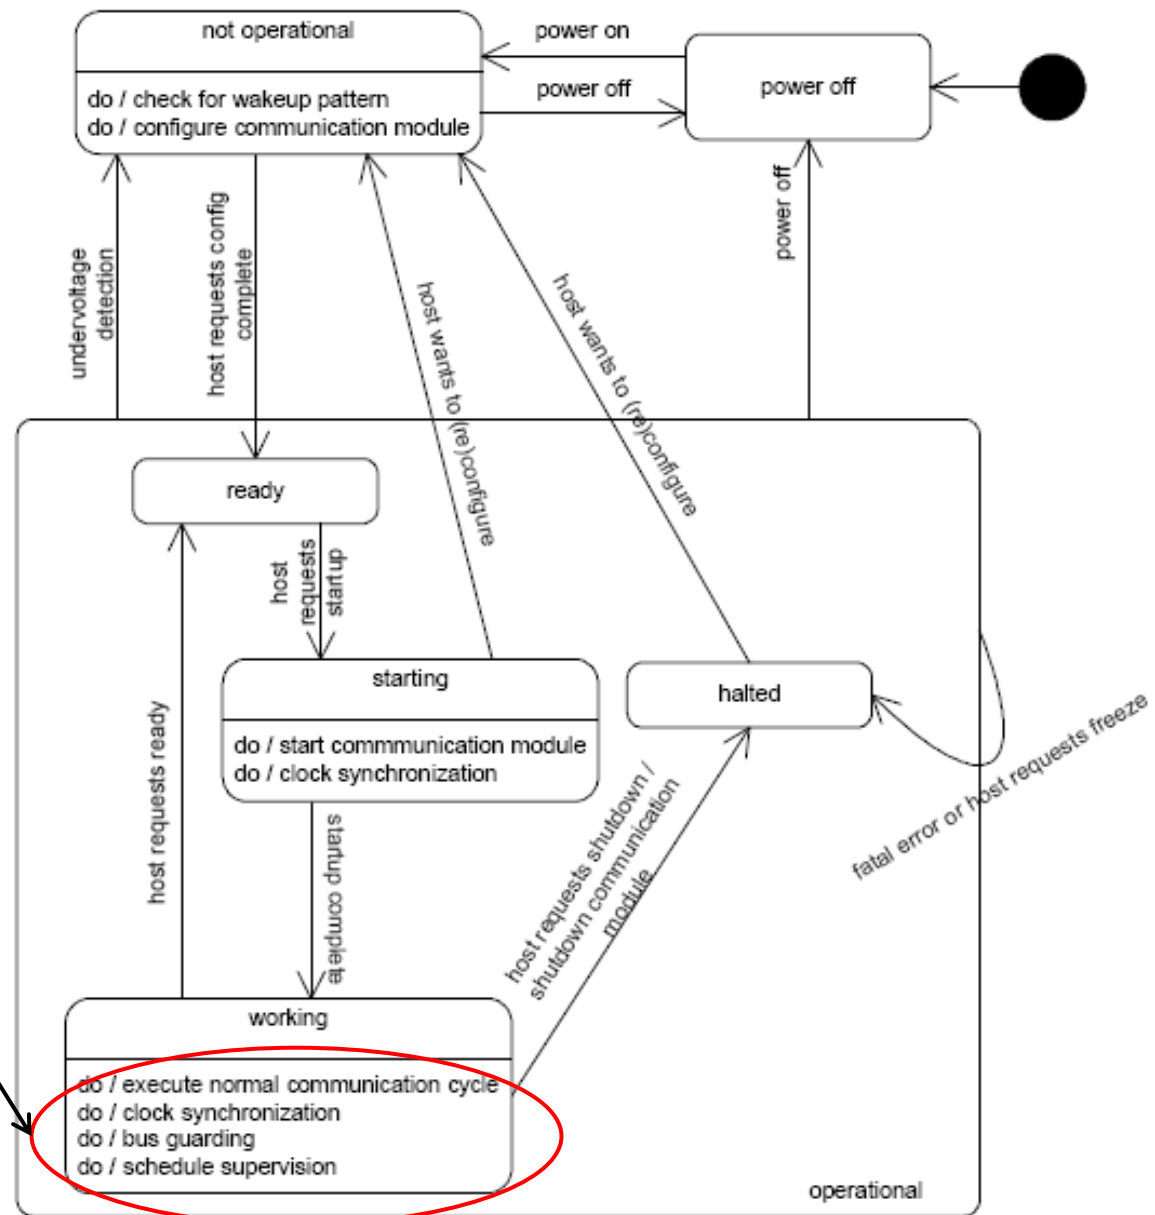 not operational
do / check for wakeup pattern
do / configure communication module
power on
power off
power off
undervoltage
detection
host requests config
complete
host wants to (re)configure
host wants to (re)configure
power off
ready
host
requests
startup
starting
do / start commmunication module
do / clock synchronization
halted
host requests ready
startup complete
host requests shutdown /
shutdown communication
module
fatal error or host requests freeze
working
do / execute normal communication cycle
do / clock synchronization
do / bus guarding
do / schedule supervision
operational